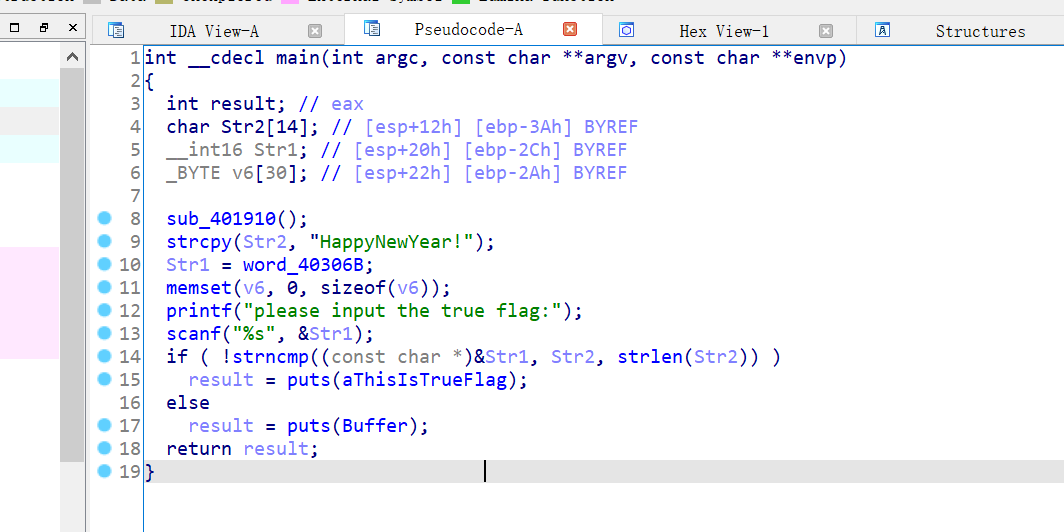 IDA View-A Pseudocode-A Hex View-1 Structures
1 int __cdecl main(int argc, const char **argv, const char **envp)
2 {
3 int result; // eax
4 char Str2[14]; // [esp+12h] [ebp-3Ah] BYREF
5 __int16 Str1; // [esp+20h] [ebp-2Ch] BYREF
6 _BYTE v6[30]; // [esp+22h] [ebp-2Ah] BYREF
7
8 sub_401910();
9 strcpy(Str2, "HappyNewYear!");
10 Str1 = word_40306B;
11 memset(v6, 0, sizeof(v6));
12 printf("please input the true flag:");
13 scanf("%s", &Str1);
14 if ( !strncmp((const char *)&Str1, Str2, strlen(Str2)) )
15 result = puts(aThisIsTrueFlag);
16 else
17 result = puts(Buffer);
18 return result;
19 }